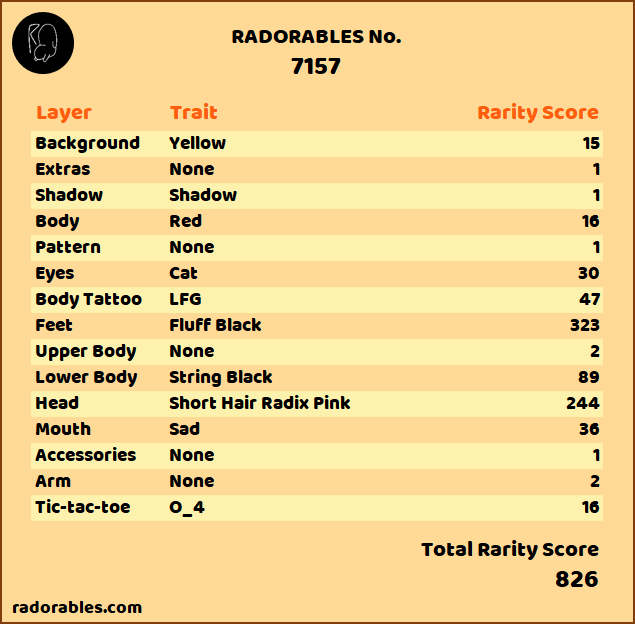 RADORABLES No.
7157
Layer Trait Rarity Score
Background Yellow 15
Extras None 1
Shadow Shadow 1
Body Red 16
Pattern None 1
Eyes Cat 30
Body Tattoo LFG 47
Feet Fluff Black 323
Upper Body None 2
Lower Body String Black 89
Head Short Hair Radix Pink 244
Mouth Sad 36
Accessories None 1
Arm None 2
Tic-tac-toe O_4 16
Total Rarity Score
826
radorables.com